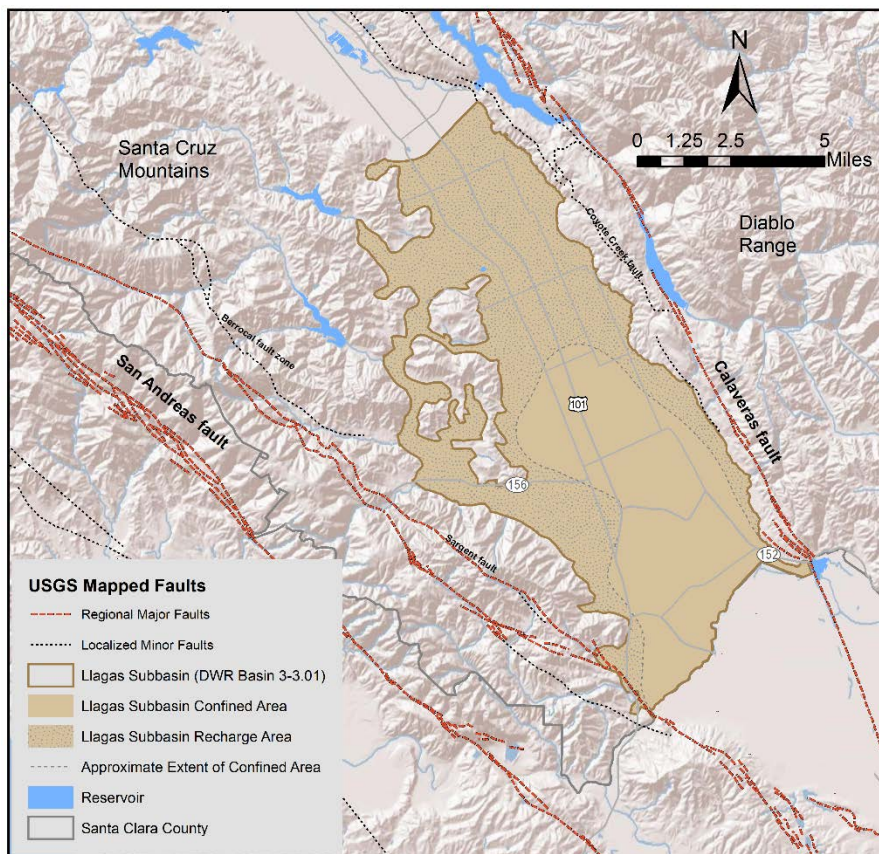 N
0 1.25 2.5 5
Miles
Santa Cruz
Mountains
Diablo
Range
Coyote Creek fault
Berrocal fault zone
San Andreas fault
Calaveras fault
101
156
Sargent fault
152
USGS Mapped Faults
Regional Major Faults
Localized Minor Faults
Llagas Subbasin (DWR Basin 3-3.01)
Llagas Subbasin Confined Area
Llagas Subbasin Recharge Area
Approximate Extent of Confined Area
Reservoir
Santa Clara County